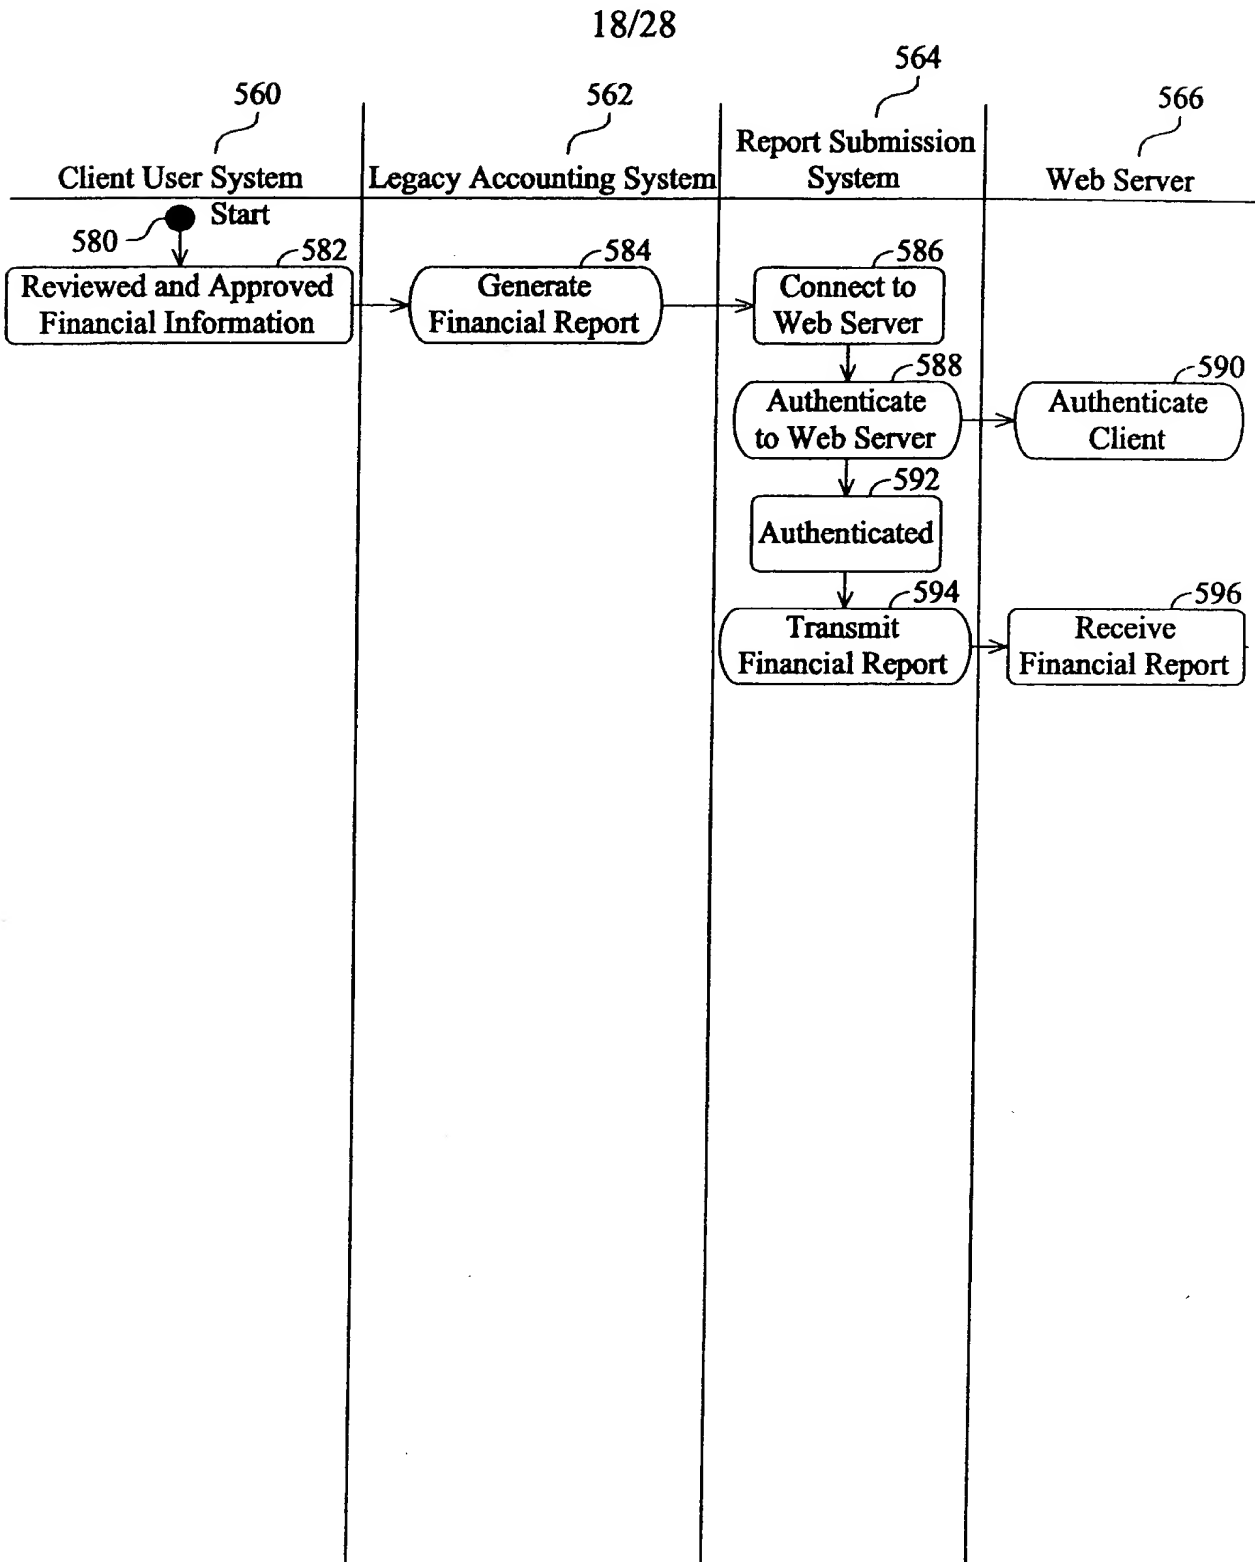 18/28
560
562
564
566
Client User System
Legacy Accounting System
Report Submission
System
Web Server
580
Start
582
Reviewed and Approved
Financial Information
584
Generate
Financial Report
586
Connect to
Web Server
588
Authenticate
to Web Server
590
Authenticate
Client
592
Authenticated
594
Transmit
Financial Report
596
Receive
Financial Report